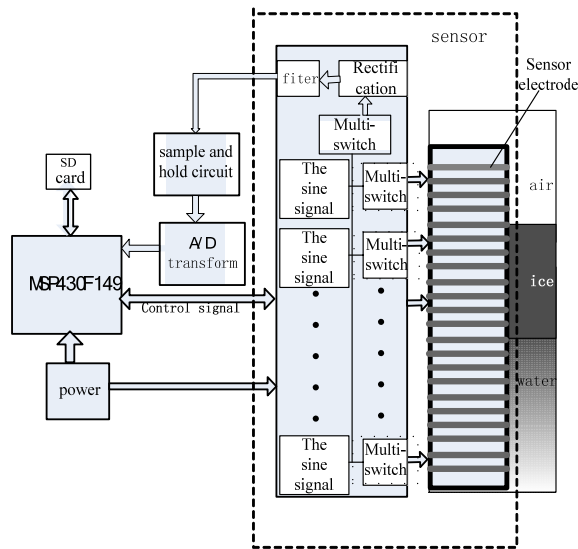 sensor
Sensor
electrode
fiter
Rectifi
cation
Multi-
switch
sample and
hold circuit
SD
card
The
sine
signal
Multi-
switch
air
A/D
transform
The
sine
signal
Multi-
switch
MSP430F149
Control signal
ice
power
water
The
sine
signal
Multi-
switch